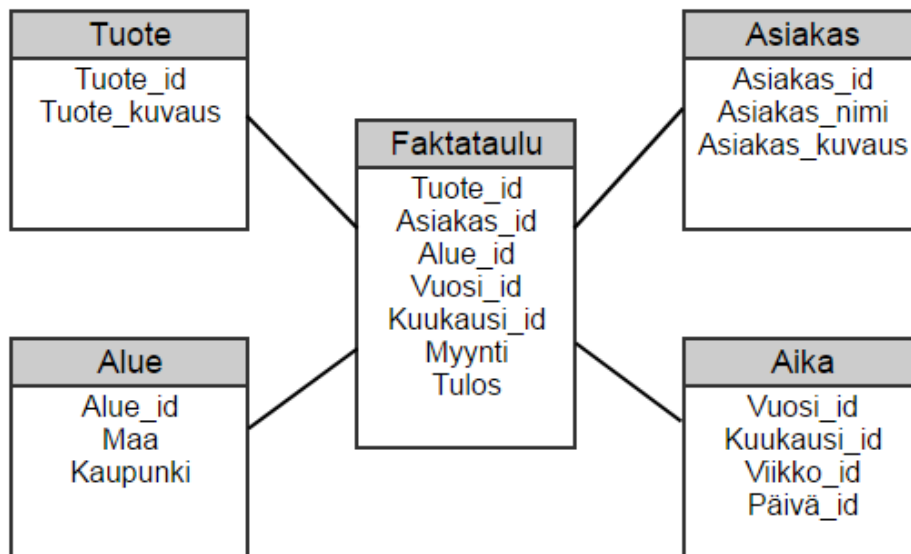 Tuote
Tuote_id
Tuote_kuvaus
Asiakas
Asiakas_id
Asiakas_nimi
Asiakas_kuvaus
Faktataulu
Tuote_id
Asiakas_id
Alue_id
Vuosi_id
Kuukausi_id
Myynti
Tulos
Alue
Alue_id
Maa
Kaupunki
Aika
Vuosi_id
Kuukausi_id
Viikko_id
Päivä_id